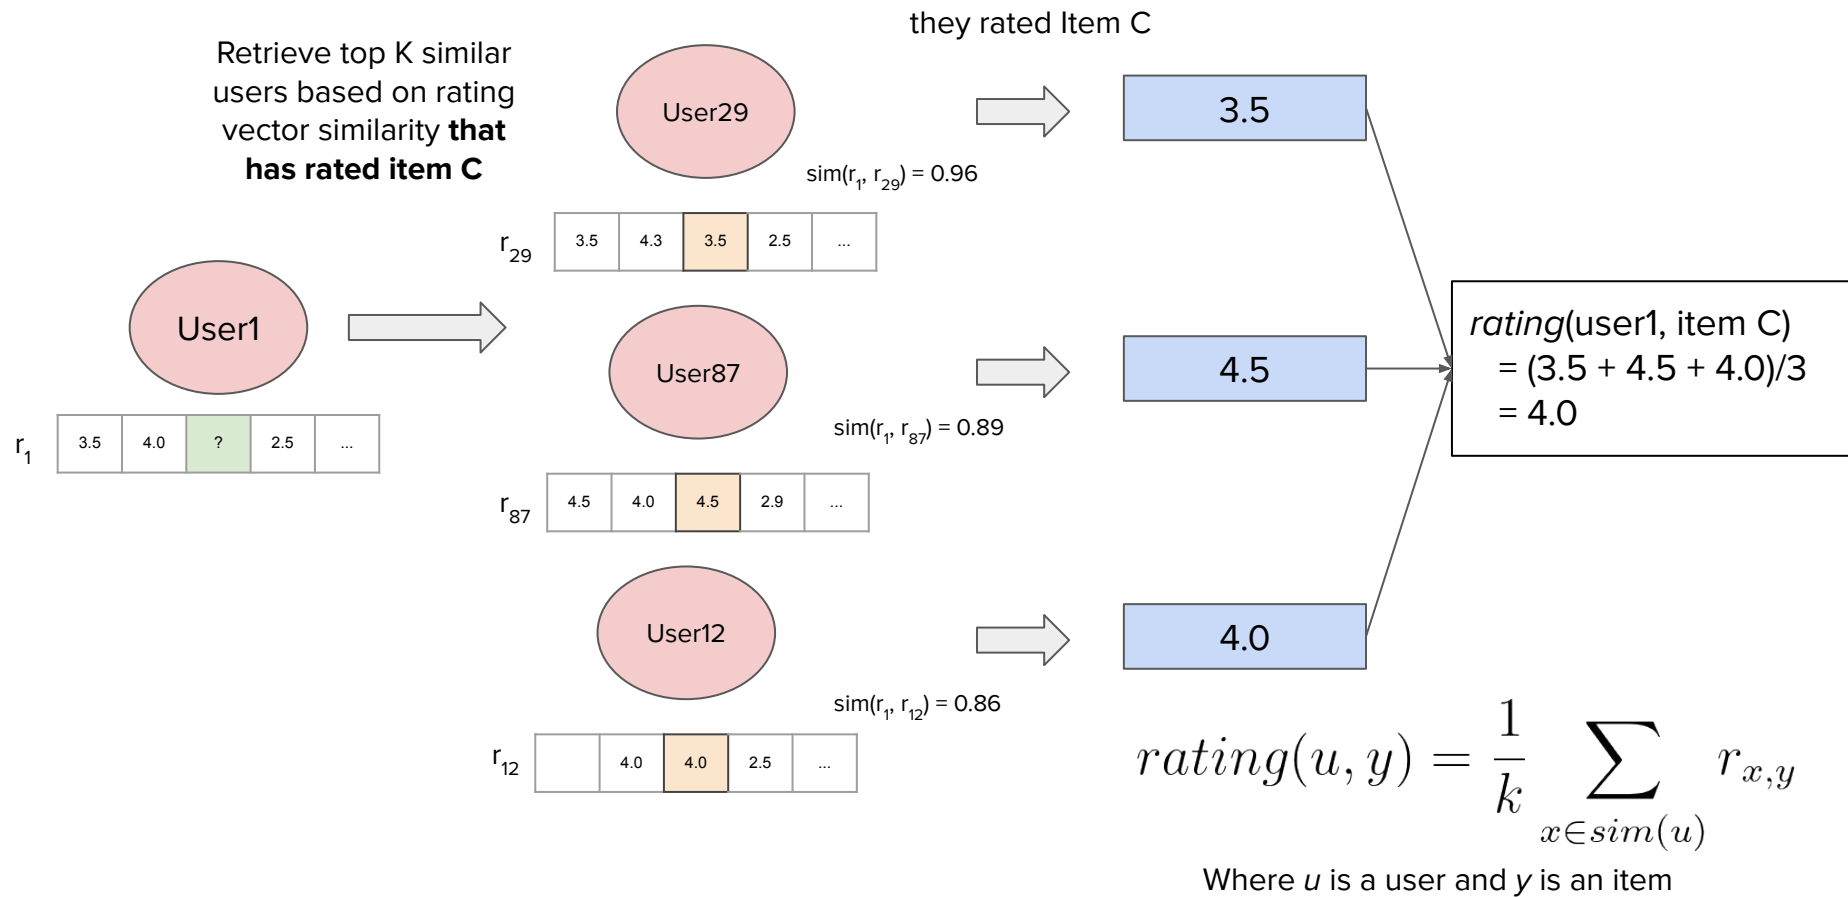 they rated Item C
Retrieve top K similar
users based on rating
vector similarity that
has rated item C
User29
3.5
sim(r1, r29) = 0.96
r29 3.5 4.3 3.5 2.5 ...
User1
r1 3.5 4.0 ? 2.5 ...
User87
4.5
sim(r1, r87) = 0.89
r87 4.5 4.0 4.5 2.9 ...
User12
4.0
sim(r1, r12) = 0.86
r12 4.0 4.0 2.5 ...
rating(user1, item C)
= (3.5 + 4.5 + 4.0)/3
= 4.0
rating(u, y) = 1/k ∑ x∈sim(u) r x,y
Where u is a user and y is an item